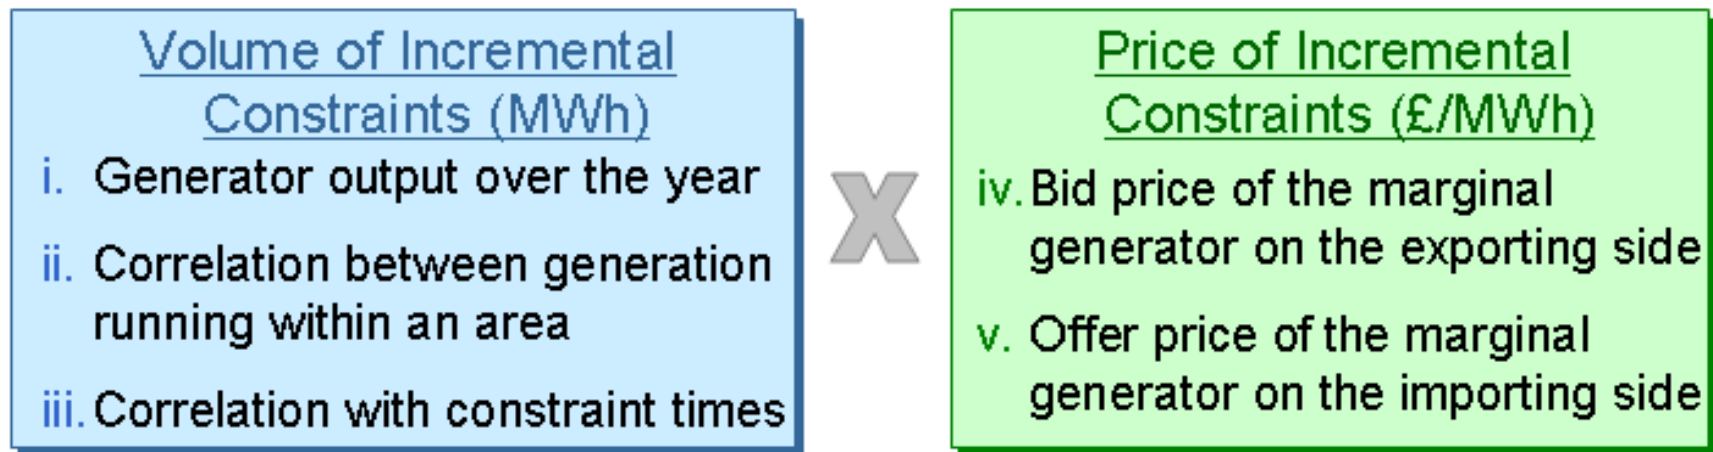 Volume of Incremental
Constraints (MWh)
i. Generator output over the year
ii. Correlation between generation
running within an area
iii. Correlation with constraint times
X
Price of Incremental
Constraints (£/MWh)
iv. Bid price of the marginal
generator on the exporting side
v. Offer price of the marginal
generator on the importing side